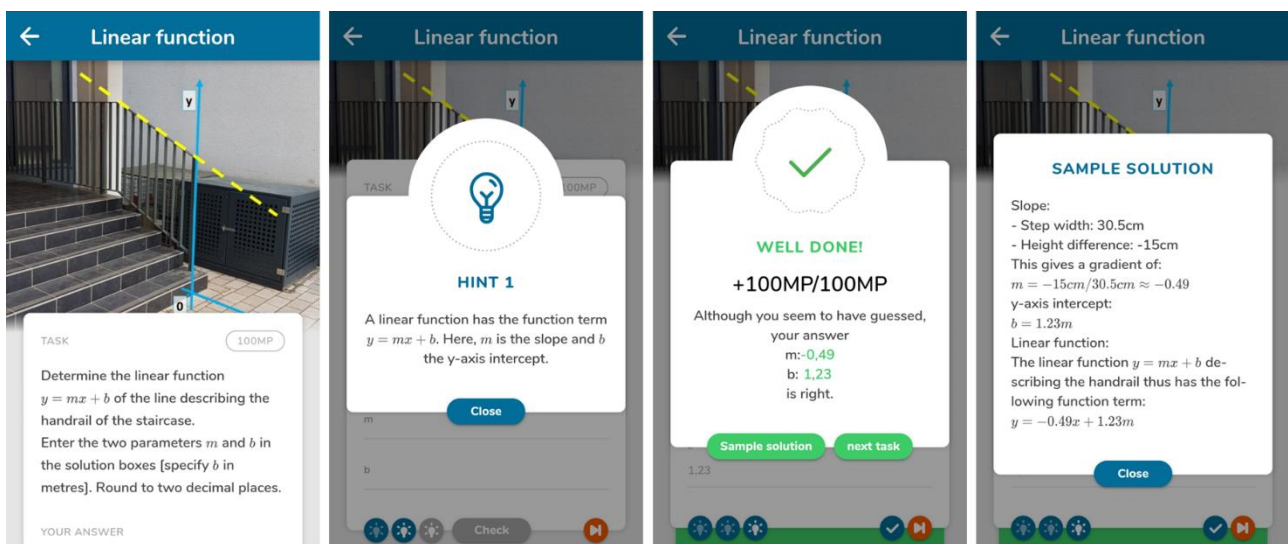 Linear function
y
0
TASK
100MP
Determine the linear function
y = mx + b of the line describing the
handrail of the staircase.
Enter the two parameters m and b in
the solution boxes [specify b in
metres]. Round to two decimal places.
YOUR ANSWER
Linear function
y
TASK
00MP
HINT 1
A linear function has the function term
y = mx + b. Here, m is the slope and b
the y-axis intercept.
Close
m
b
Check
Linear function
WELL DONE!
+100MP/100MP
Although you seem to have guessed,
your answer
m:-0,49
b: 1,23
is right.
Sample solution
next task
1,23
Linear function
y
SAMPLE SOLUTION
Slope:
- Step width: 30.5cm
- Height difference: -15cm
This gives a gradient of:
m = −15cm/30.5cm ≈ −0.49
y-axis intercept:
b = 1.23m
Linear function:
The linear function y = mx + b de-
scribing the handrail thus has the fol-
lowing function term:
y = −0.49x + 1.23m
Close